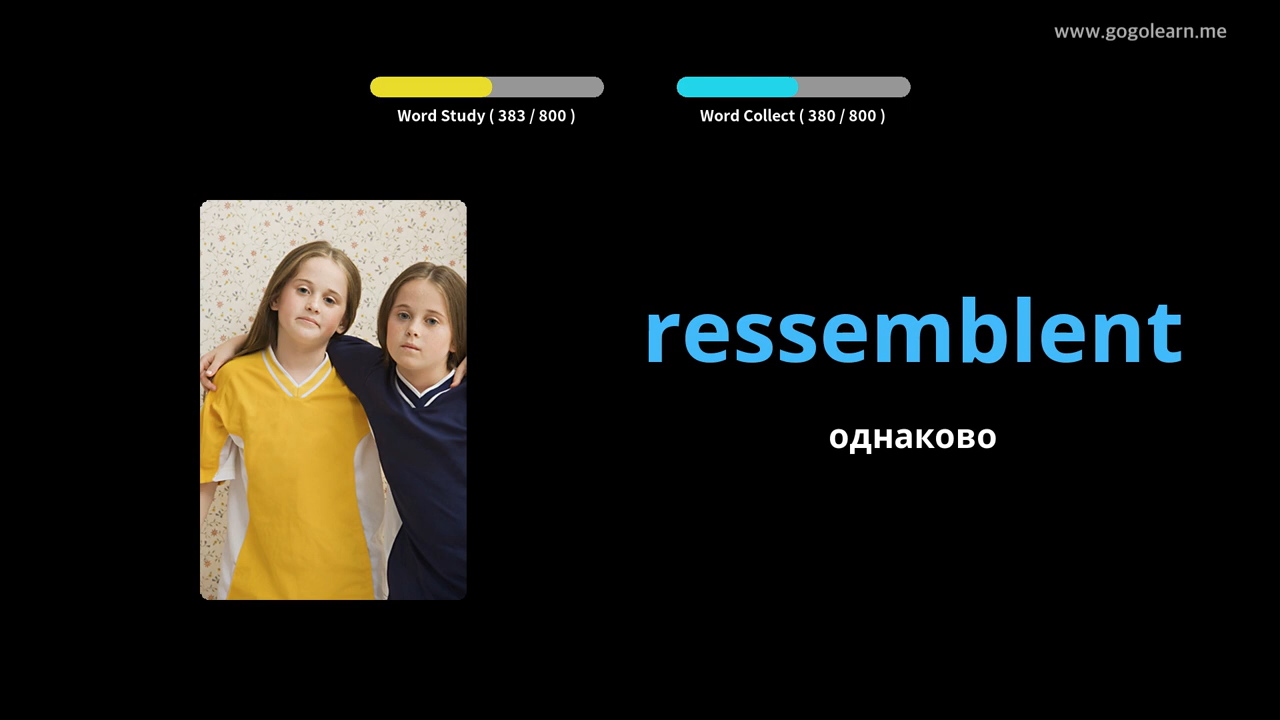 www.gogolearn.me
Word Study ( 383 / 800 )
Word Collect ( 380 / 800 )
ressemblent
однаково